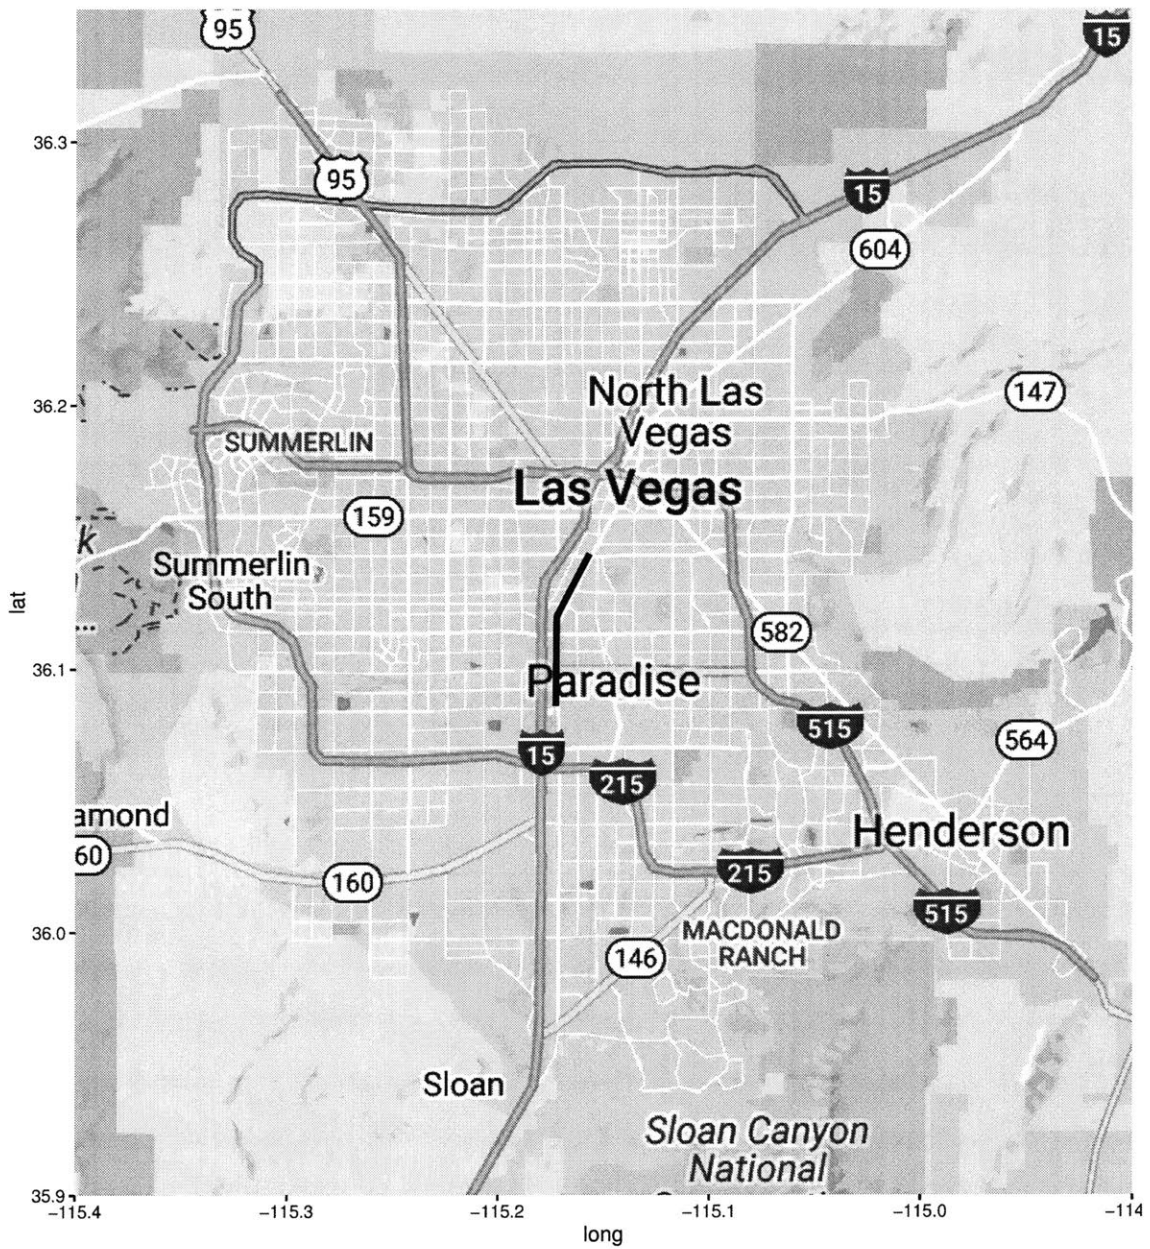 95
15
36.3
95
15
604
36.2
North Las
Vegas
147
SUMMERLIN
Las Vegas
159
k
Summerlin
South
lat
...
582
36.1
Paradise
515
15
564
215
amond
Henderson
60
160
215
515
36.0
MACDONALD
RANCH
146
Sloan
Sloan Canyon
National
35.9
-115.4
-115.3
-115.2
-115.1
-115.0
-114
long